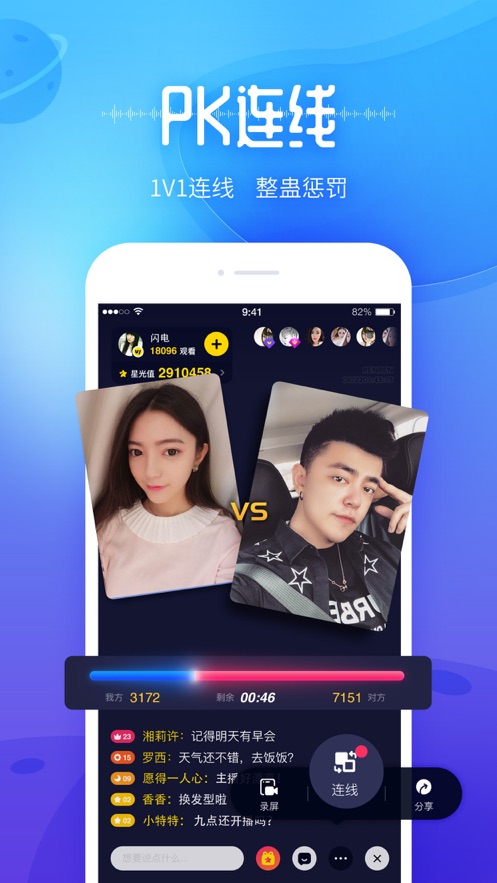 PK连线
1V1连线 整蛊惩罚
9:41
82%
闪电
18096 观看
星光值 2910458
VS
我方 3172
剩余 00:46
7151 对方
23 湘莉许：记得明天有早会
15 罗西：天气还不错，去饭饭？
09 愿得一人心：主播好
02 香香：换发型啦
02 小特特：九点还开播吗？
连线
录屏
分享
想要说点什么...